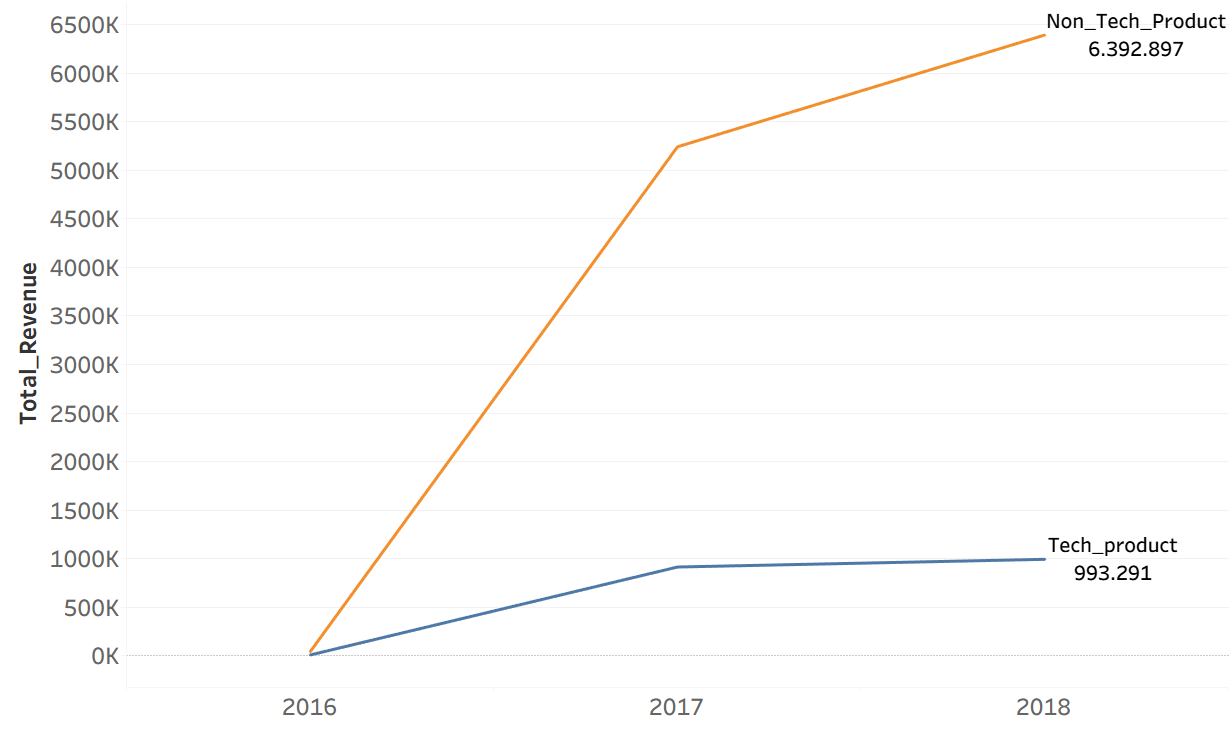 6500K
6000K
5500K
5000K
4500K
4000K
3500K
3000K
2500K
2000K
1500K
1000K
500K
0K
Total_Revenue
Non_Tech_Product
6.392.897
Tech_product
993.291
2016
2017
2018